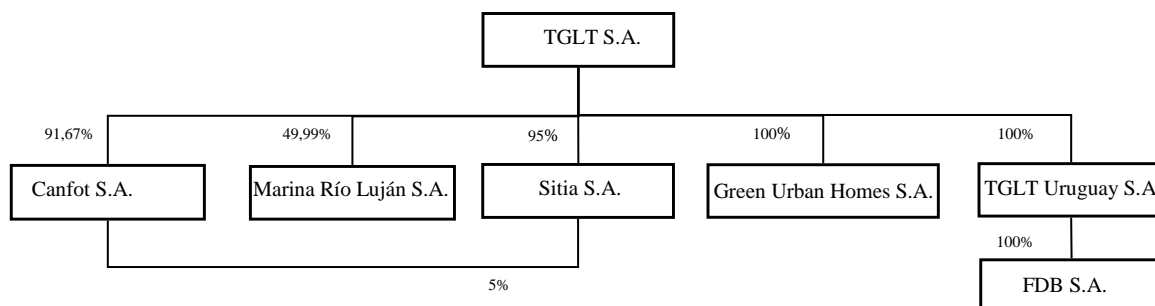 TGLT S.A.
91,67%
49,99%
95%
100%
100%
Canfot S.A.
Marina Río Luján S.A.
Sitia S.A.
Green Urban Homes S.A.
TGLT Uruguay S.A
100%
5%
FDB S.A.